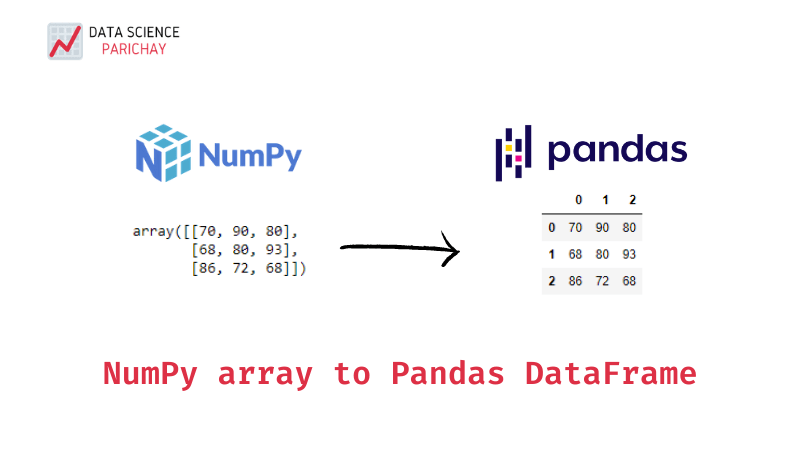 DATA SCIENCE
PARICHAY
NumPy
array([[70, 90, 80],
[68, 80, 93],
[86, 72, 68]])
pandas
0 1 2
0 70 90 80
1 68 80 93
2 86 72 68
NumPy array to Pandas DataFrame